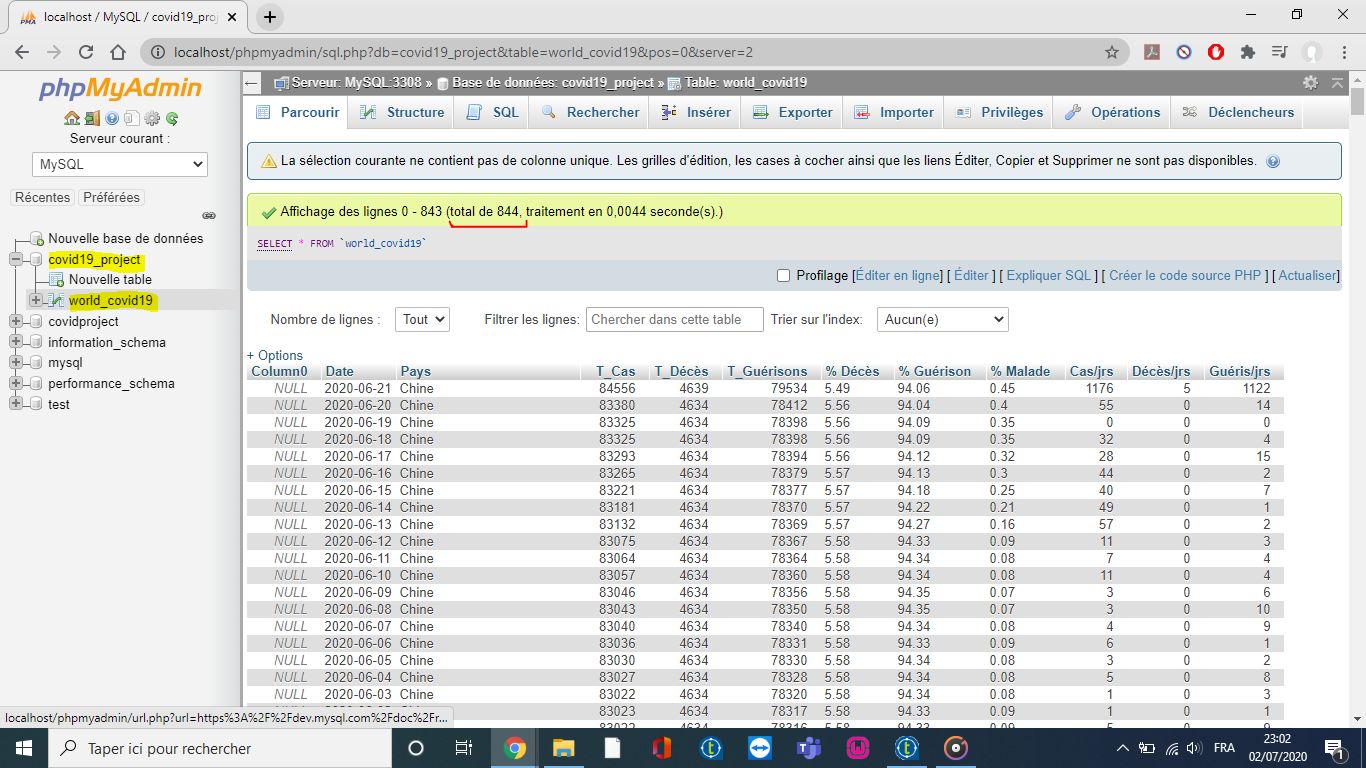 localhost / MySQL / covid19_proj
localhost/phpmyadmin/sql.php?db=covid19_project&table=world_covid19&pos=0&server=2
phpMyAdmin
Serveur courant :
MySQL
Récentes Préférées
Nouvelle base de données
covid19_project
Nouvelle table
world_covid19
covidproject
information_schema
mysql
performance_schema
test
Serveur: MySQL:3308 » Base de données: covid19_project » Table: world_covid19
Parcourir Structure SQL Rechercher Insérer Exporter Importer Privilèges Opérations Déclencheurs
La sélection courante ne contient pas de colonne unique. Les grilles d'édition, les cases à cocher ainsi que les liens Éditer, Copier et Supprimer ne sont pas disponibles.
Affichage des lignes 0 - 843 (total de 844, traitement en 0,0044 seconde(s).)
SELECT * FROM `world_covid19`
Profilage [Éditer en ligne] [ Éditer ] [ Expliquer SQL ] [ Créer le code source PHP ] [ Actualiser]
Nombre de lignes : Tout Filtrer les lignes: Chercher dans cette table Trier sur l'index: Aucun(e)
+ Options
Column0 Date Pays T_Cas T_Décès T_Guérisons % Décès % Guérison % Malade Cas/jrs Décès/jrs Guéris/jrs
NULL 2020-06-21 Chine 84556 4639 79534 5.49 94.06 0.45 1176 5 1122
NULL 2020-06-20 Chine 83380 4634 78412 5.56 94.04 0.4 55 0 14
NULL 2020-06-19 Chine 83325 4634 78398 5.56 94.09 0.35 0 0 0
NULL 2020-06-18 Chine 83325 4634 78398 5.56 94.09 0.35 32 0 4
NULL 2020-06-17 Chine 83293 4634 78394 5.56 94.12 0.32 28 0 15
NULL 2020-06-16 Chine 83265 4634 78379 5.57 94.13 0.3 44 0 2
NULL 2020-06-15 Chine 83221 4634 78377 5.57 94.18 0.25 40 0 7
NULL 2020-06-14 Chine 83181 4634 78370 5.57 94.22 0.21 49 0 1
NULL 2020-06-13 Chine 83132 4634 78369 5.57 94.27 0.16 57 0 2
NULL 2020-06-12 Chine 83075 4634 78367 5.58 94.33 0.09 11 0 3
NULL 2020-06-11 Chine 83064 4634 78364 5.58 94.34 0.08 7 0 4
NULL 2020-06-10 Chine 83057 4634 78360 5.58 94.34 0.08 11 0 4
NULL 2020-06-09 Chine 83046 4634 78356 5.58 94.35 0.07 3 0 6
NULL 2020-06-08 Chine 83043 4634 78350 5.58 94.35 0.07 3 0 10
NULL 2020-06-07 Chine 83040 4634 78340 5.58 94.34 0.08 4 0 9
NULL 2020-06-06 Chine 83036 4634 78331 5.58 94.33 0.09 6 0 1
NULL 2020-06-05 Chine 83030 4634 78330 5.58 94.34 0.08 3 0 2
NULL 2020-06-04 Chine 83027 4634 78328 5.58 94.34 0.08 5 0 8
NULL 2020-06-03 Chine 83022 4634 78320 5.58 94.34 0.08 1 0 3
83023 4634 78317 5.58 94.33 0.09 1 0 1
localhost/phpmyadmin/url.php?url=https%3A%2F%2Fdev.mysql.com%2Fdoc%2Fr...
Taper ici pour rechercher
FRA
23:02
02/07/2020
1